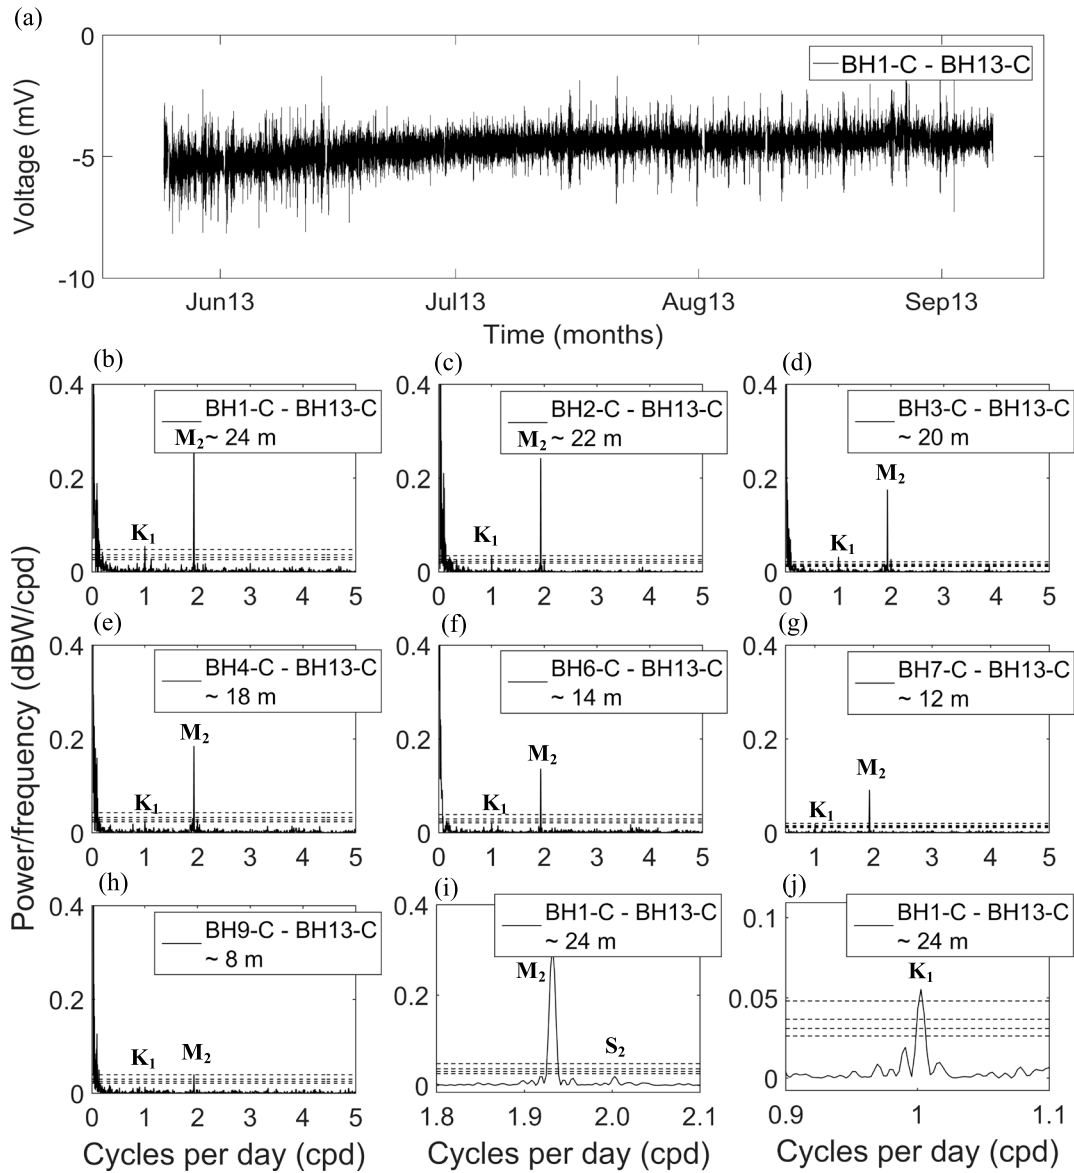 (a)
0
-5
-10
Voltage (mV)
BH1-C - BH13-C
Jun13
Jul13
Aug13
Sep13
Time (months)
Power/frequency (dBW/cpd)
(b)
0.4
0.2
0
BH1-C - BH13-C
~ 24 m
M₂
K₁
0 1 2 3 4 5
(c)
0.4
0.2
0
BH2-C - BH13-C
~ 22 m
M₂
K₁
0 1 2 3 4 5
(d)
0.4
0.2
0
BH3-C - BH13-C
~ 20 m
M₂
K₁
0 1 2 3 4 5
(e)
0.4
0.2
0
BH4-C - BH13-C
~ 18 m
M₂
K₁
0 1 2 3 4 5
(f)
0.4
0.2
0
BH6-C - BH13-C
~ 14 m
M₂
K₁
0 1 2 3 4 5
(g)
0.4
0.2
0
BH7-C - BH13-C
~ 12 m
M₂
K₁
1 2 3 4 5
(h)
0.4
0.2
0
BH9-C - BH13-C
~ 8 m
K₁ M₂
0 1 2 3 4 5
Cycles per day (cpd)
(i)
0.4
0.2
0
BH1-C - BH13-C
~ 24 m
M₂
S₂
1.8 1.9 2.0 2.1
Cycles per day (cpd)
(j)
0.1
0.05
0
BH1-C - BH13-C
~ 24 m
K₁
0.9 1 1.1
Cycles per day (cpd)